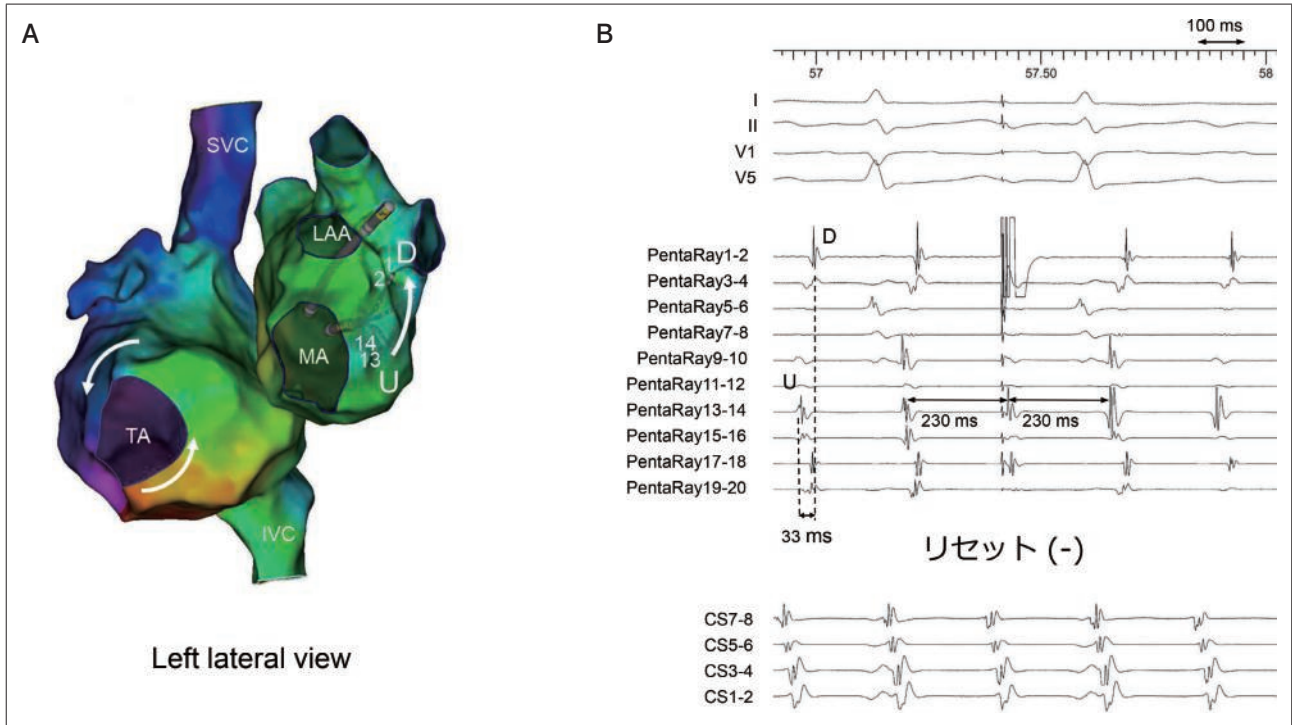 A
SVC
LAA
D
1
2
MA
14
13
U
TA
IVC
Left lateral view
B
100 ms
57
57.50
58
I
II
V1
V5
PentaRay1-2
D
PentaRay3-4
PentaRay5-6
PentaRay7-8
PentaRay9-10
PentaRay11-12
U
PentaRay13-14
230 ms
230 ms
PentaRay15-16
PentaRay17-18
PentaRay19-20
33 ms
リセット (-)
CS7-8
CS5-6
CS3-4
CS1-2